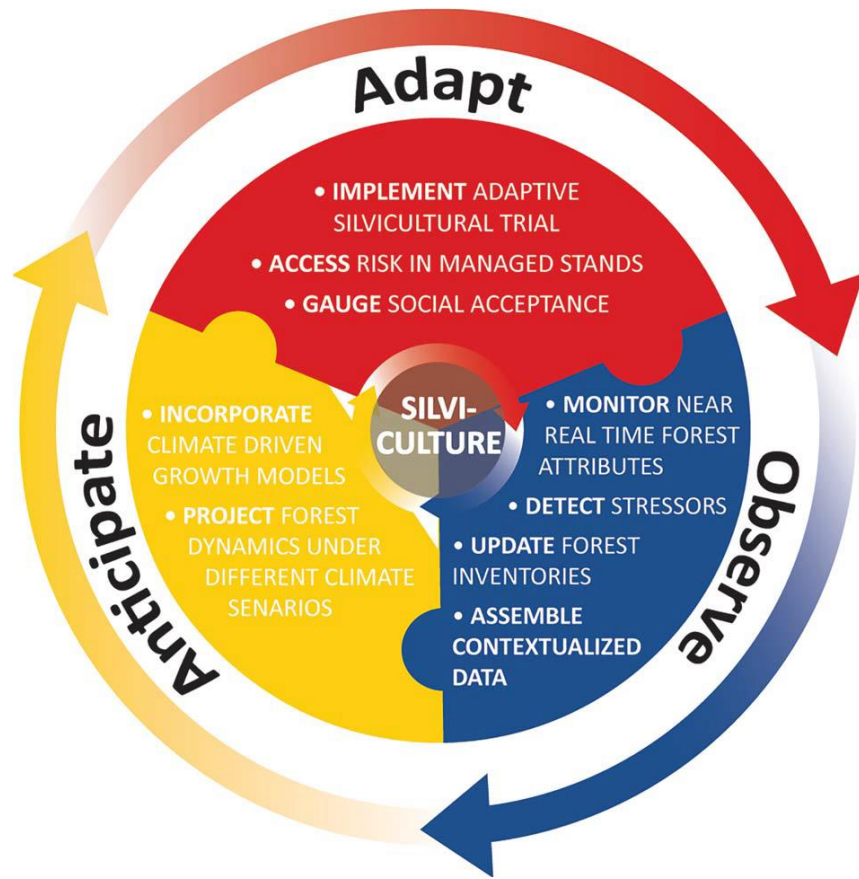 Adapt
• IMPLEMENT ADAPTIVE
SILVICULTURAL TRIAL
• ACCESS RISK IN MANAGED STANDS
• GAUGE SOCIAL ACCEPTANCE
SILVI-
CULTURE
Observe
• MONITOR NEAR
REAL TIME FOREST
ATTRIBUTES
• DETECT STRESSORS
• UPDATE FOREST
INVENTORIES
• ASSEMBLE
CONTEXTUALIZED
DATA
Anticipate
• INCORPORATE
CLIMATE DRIVEN
GROWTH MODELS
• PROJECT FOREST
DYNAMICS UNDER
DIFFERENT CLIMATE
SENARIOS